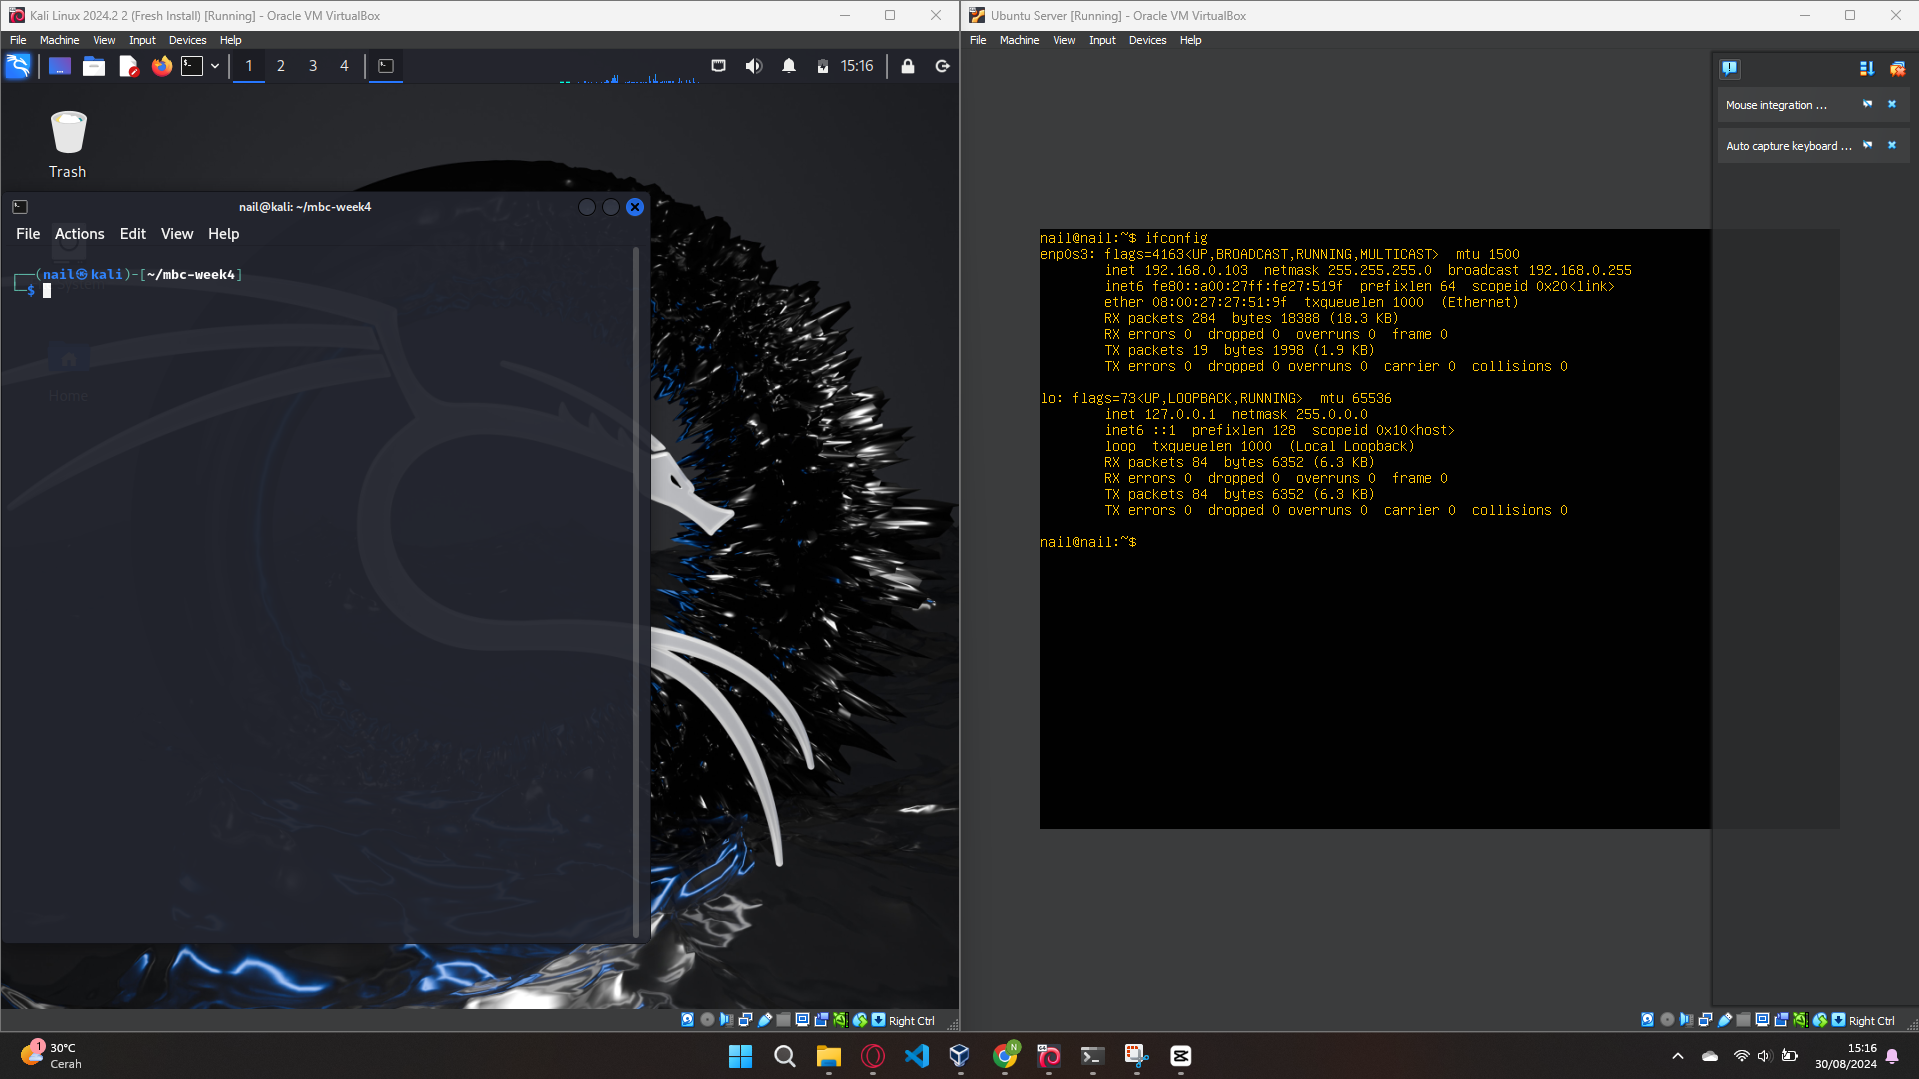 Kali Linux 2024.2 2 (Fresh Install) [Running] - Oracle VM VirtualBox
File Machine View Input Devices Help
1 2 3 4
15:16
Trash
nail@kali: ~/mbc-week4
File Actions Edit View Help
┌──(nail㉿kali)-[~/mbc-week4]
└─$
System
Home
Right Ctrl
Ubuntu Server [Running] - Oracle VM VirtualBox
File Machine View Input Devices Help
Mouse integration ...
Auto capture keyboard ...
nail@nail:~$ ifconfig
enp0s3: flags=4163<UP,BROADCAST,RUNNING,MULTICAST>  mtu 1500
        inet 192.168.0.103  netmask 255.255.255.0  broadcast 192.168.0.255
        inet6 fe80::a00:27ff:fe27:519f  prefixlen 64  scopeid 0x20<link>
        ether 08:00:27:27:51:9f  txqueuelen 1000  (Ethernet)
        RX packets 284  bytes 18388 (18.3 KB)
        RX errors 0  dropped 0  overruns 0  frame 0
        TX packets 19  bytes 1998 (1.9 KB)
        TX errors 0  dropped 0 overruns 0  carrier 0  collisions 0
lo: flags=73<UP,LOOPBACK,RUNNING>  mtu 65536
        inet 127.0.0.1  netmask 255.0.0.0
        inet6 ::1  prefixlen 128  scopeid 0x10<host>
        loop  txqueuelen 1000  (Local Loopback)
        RX packets 84  bytes 6352 (6.3 KB)
        RX errors 0  dropped 0  overruns 0  frame 0
        TX packets 84  bytes 6352 (6.3 KB)
        TX errors 0  dropped 0 overruns 0  carrier 0  collisions 0
nail@nail:~$
Right Ctrl
1
30°C
Cerah
N
15:16
30/08/2024